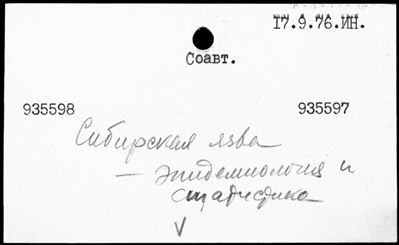 17.9.76.ИН.
Соавт.
935598 935597
Сибирская язва
— эпидемиология и
статистика
V